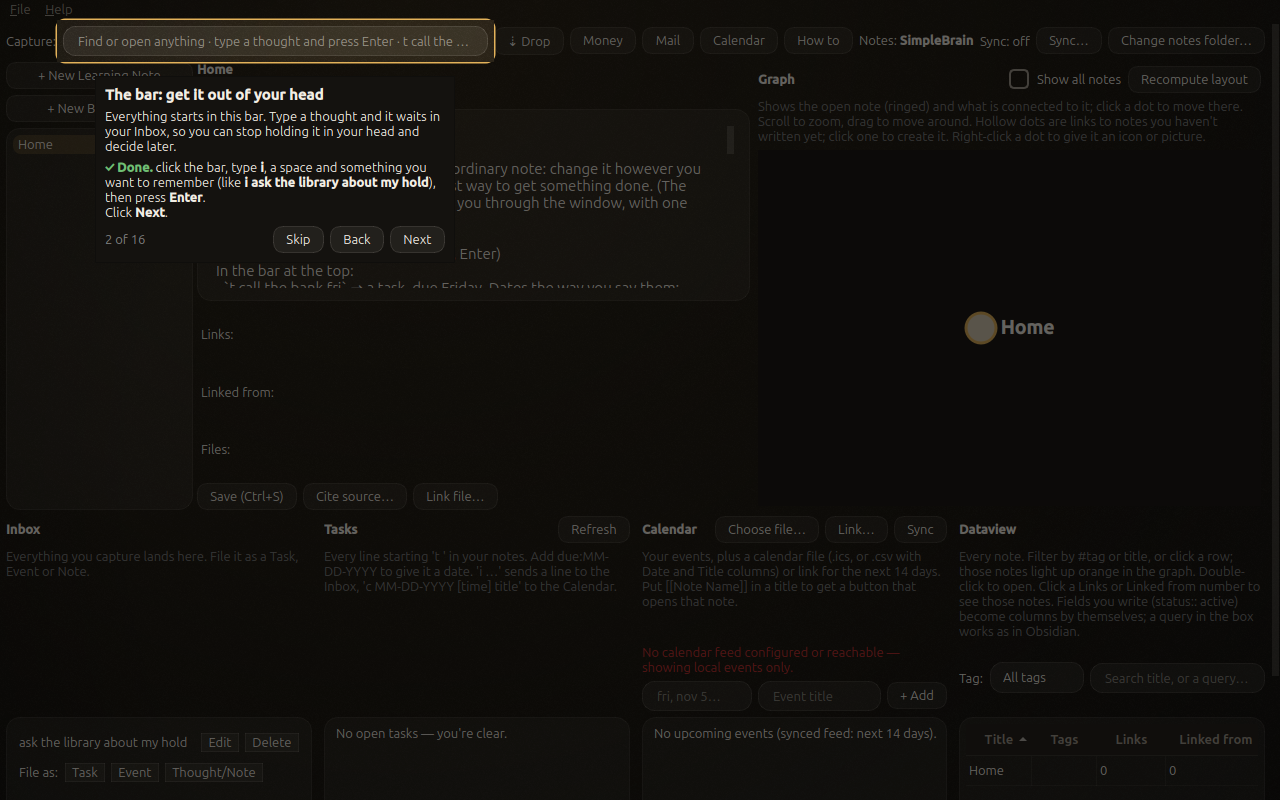 File Help
Capture: Find or open anything · type a thought and press Enter · t call the … ⇣ Drop Money Mail Calendar How to Notes: SimpleBrain Sync: off Sync… Change notes folder…
+ New Learning Note
+ New B
Home
The bar: get it out of your head
Everything starts in this bar. Type a thought and it waits in
your Inbox, so you can stop holding it in your head and
decide later.
✓ Done. click the bar, type i, a space and something you
want to remember (like i ask the library about my hold),
then press Enter.
Click Next.
2 of 16 Skip Back Next
Home
ordinary note: change it however you
t way to get something done. (The
you through the window, with one
Enter)
In the bar at the top:
`t call the bank fri` → a task, due Friday. Dates the way you say them:
Links:
Linked from:
Files:
Save (Ctrl+S) Cite source… Link file…
Graph Show all notes Recompute layout
Shows the open note (ringed) and what is connected to it; click a dot to move there.
Scroll to zoom, drag to move around. Hollow dots are links to notes you haven't
written yet; click one to create it. Right-click a dot to give it an icon or picture.
Home
Inbox
Everything you capture lands here. File it as a Task,
Event or Note.
ask the library about my hold Edit Delete
File as: Task Event Thought/Note
Tasks Refresh
Every line starting 't ' in your notes. Add due:MM-
DD-YYYY to give it a date. 'i …' sends a line to the
Inbox, 'c MM-DD-YYYY [time] title' to the Calendar.
No open tasks — you're clear.
Calendar Choose file… Link… Sync
Your events, plus a calendar file (.ics, or .csv with
Date and Title columns) or link for the next 14 days.
Put [[Note Name]] in a title to get a button that
opens that note.
No calendar feed configured or reachable —
showing local events only.
fri, nov 5… Event title + Add
No upcoming events (synced feed: next 14 days).
Dataview
Every note. Filter by #tag or title, or click a row;
those notes light up orange in the graph. Double-
click to open. Click a Links or Linked from number to
see those notes. Fields you write (status:: active)
become columns by themselves; a query in the box
works as in Obsidian.
Tag: All tags Search title, or a query…
Title Tags Links Linked from
Home 0 0